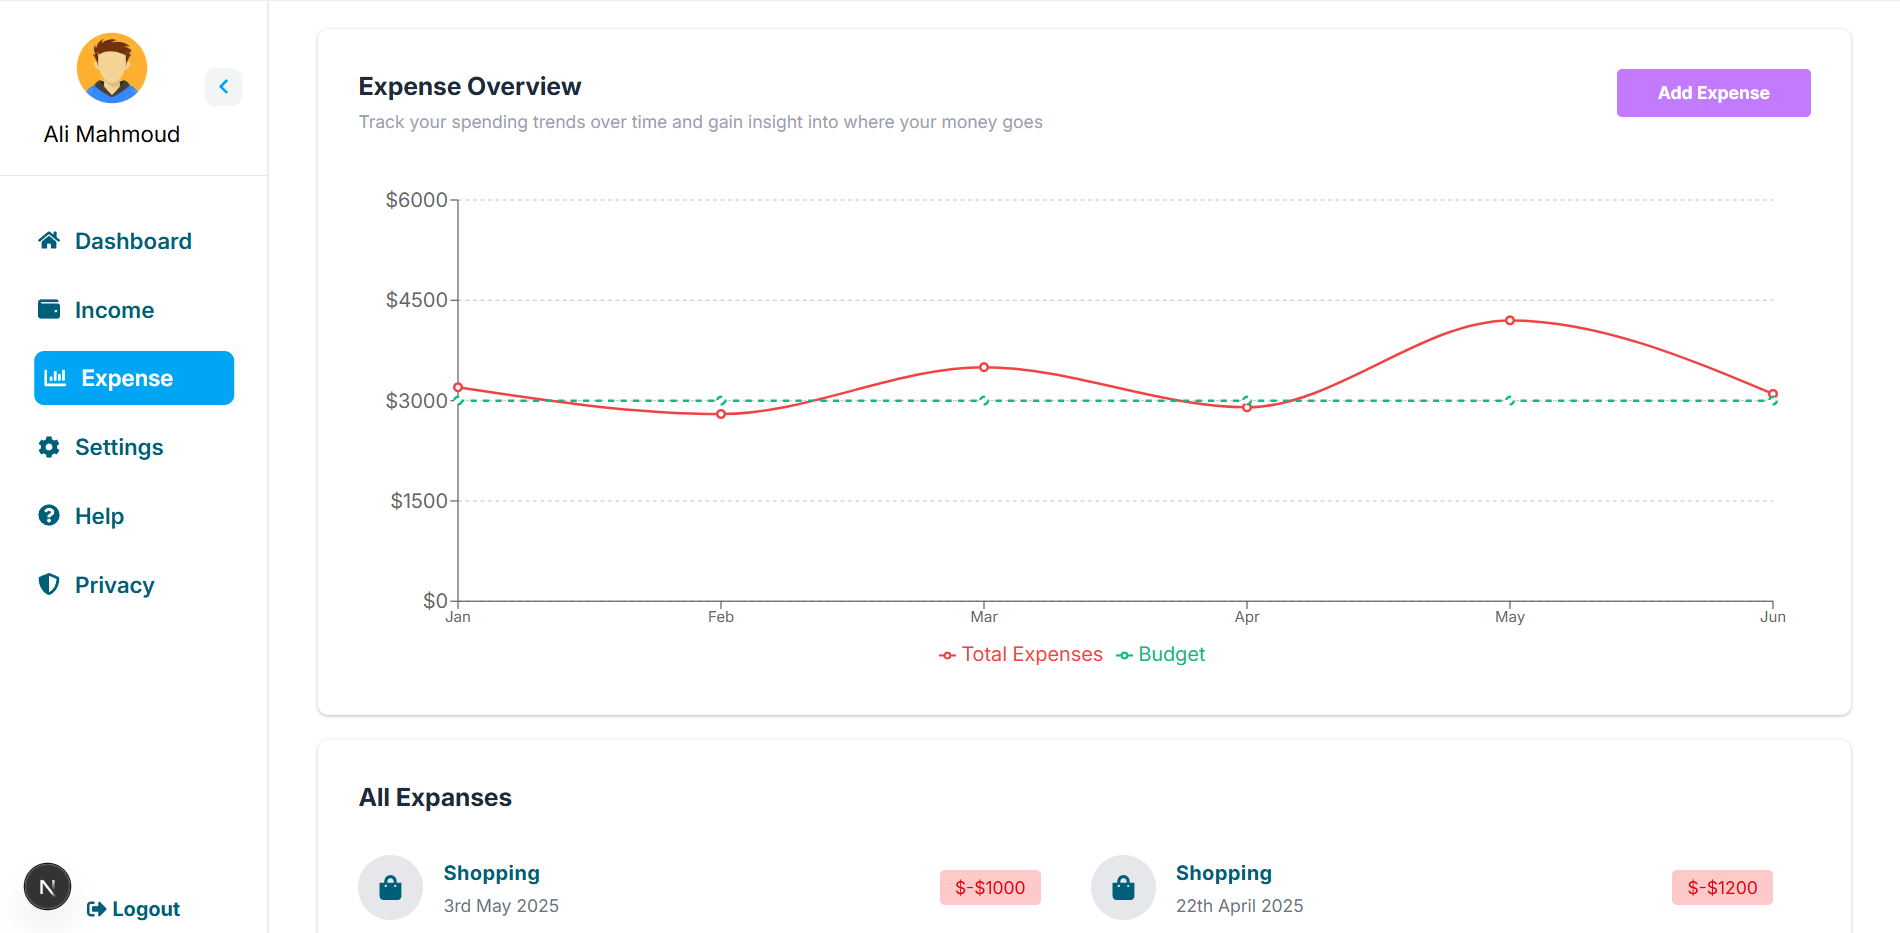 Ali Mahmoud
Dashboard
Income
Expense
Settings
Help
Privacy
N
Logout
Expense Overview
Add Expense
Track your spending trends over time and gain insight into where your money goes
$6000
$4500
$3000
$1500
$0
Jan Feb Mar Apr May Jun
Total Expenses Budget
All Expanses
Shopping
3rd May 2025
$-$1000
Shopping
22th April 2025
$-$1200